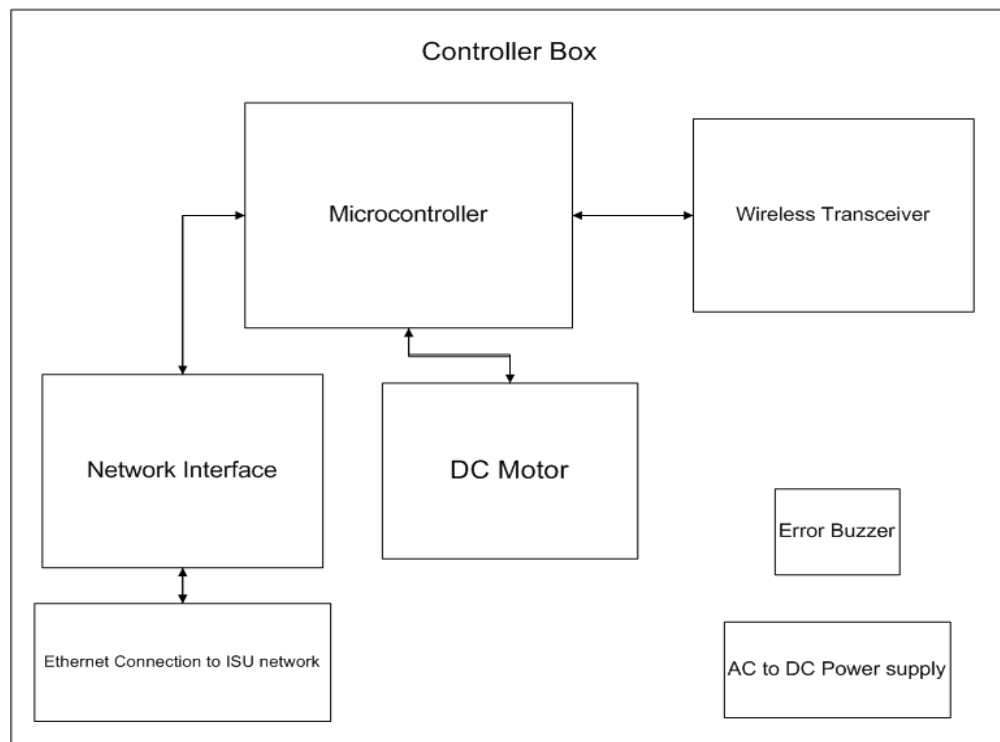 Controller Box
Microcontroller
Wireless Transceiver
Network Interface
DC Motor
Error Buzzer
Ethernet Connection to ISU network
AC to DC Power supply